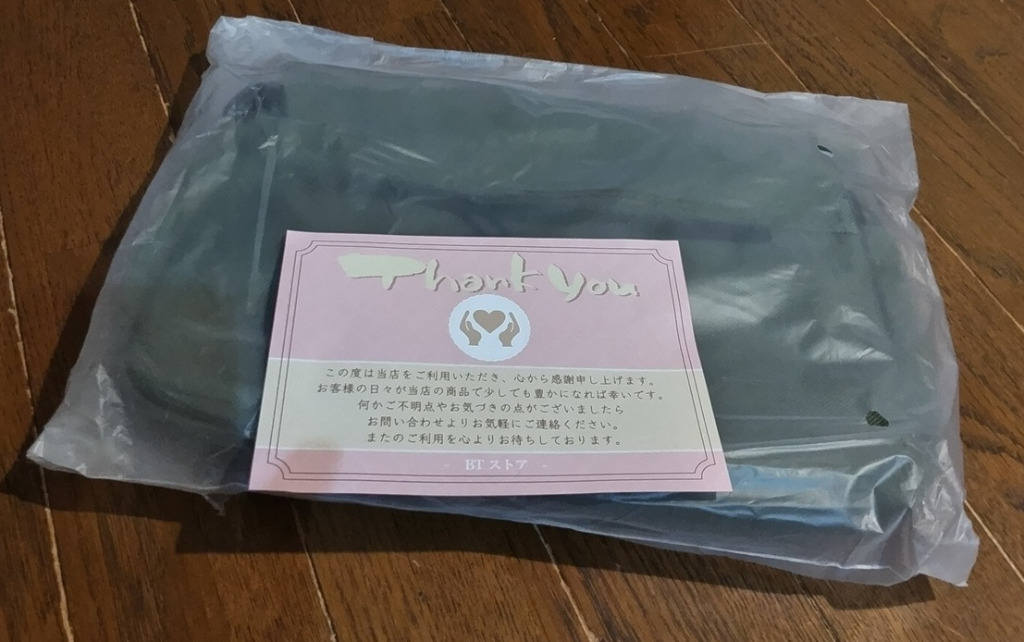 Thank you
この度は当店をご利用いただき、心から感謝申し上げます。
お客様の日々が当店の商品で少しでも豊かになれば幸いです。
何かご不明点やお気づきの点がございましたら
お問い合わせよりお気軽にご連絡ください。
またのご利用を心よりお待ちしております。
- BT ストア -